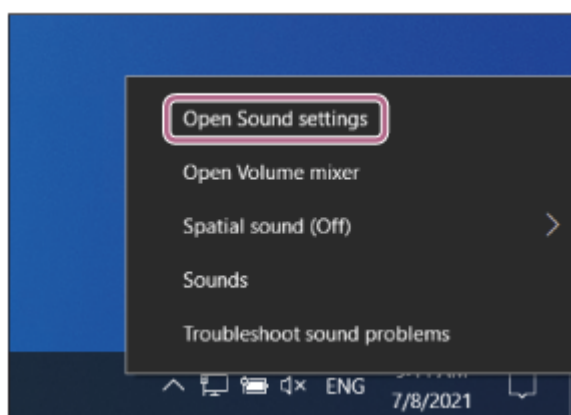 Open Sound settings
Open Volume mixer
Spatial sound (Off)
Sounds
Troubleshoot sound problems
ENG
7/8/2021